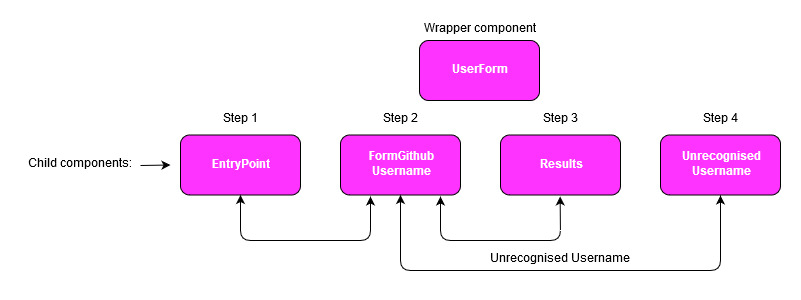 Wrapper component
UserForm
Step 1
Step 2
Step 3
Step 4
Child components:
EntryPoint
FormGithub
Username
Results
Unrecognised
Username
Unrecognised Username